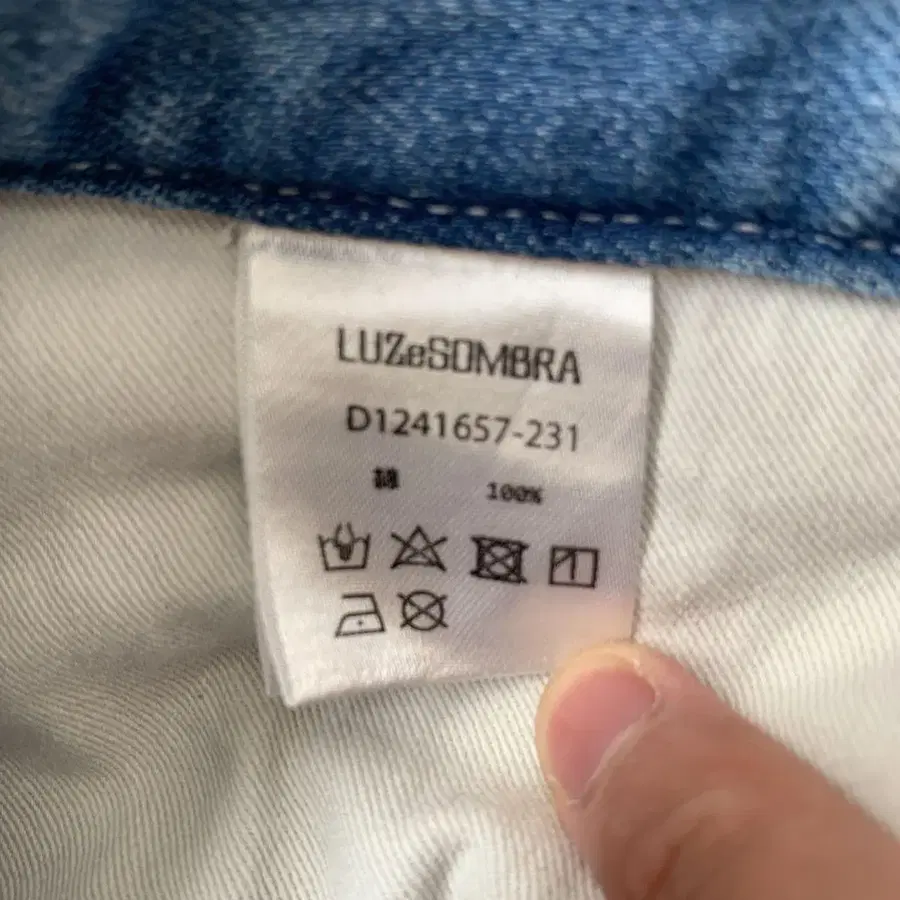 LUZeSOMBRA
D1241657-231
綿 100%